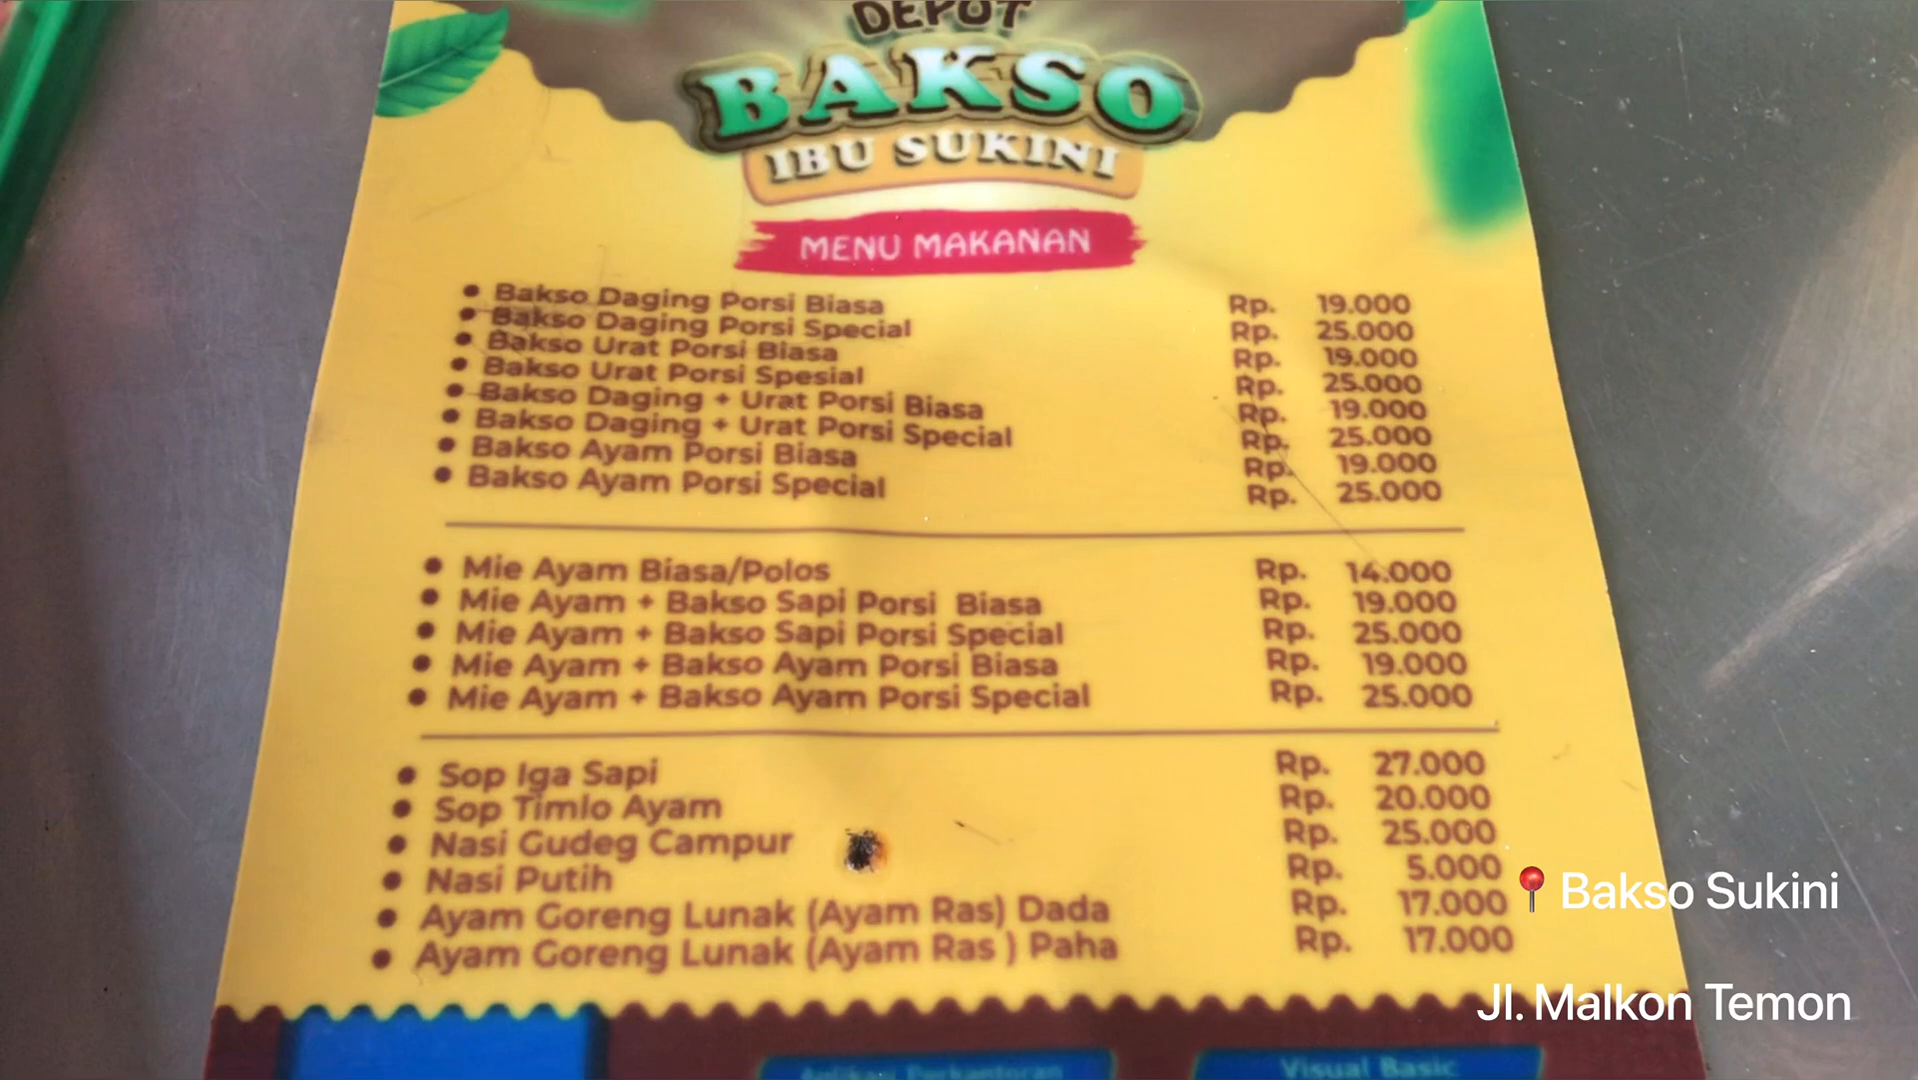 DEPOT
BAKSO
IBU SUKINI
MENU MAKANAN
• Bakso Daging Porsi Biasa Rp. 19.000
• Bakso Daging Porsi Special Rp. 25.000
• Bakso Urat Porsi Biasa Rp. 19.000
• Bakso Urat Porsi Spesial Rp. 25.000
• Bakso Daging + Urat Porsi Biasa Rp. 19.000
• Bakso Daging + Urat Porsi Special Rp. 25.000
• Bakso Ayam Porsi Biasa Rp. 19.000
• Bakso Ayam Porsi Special Rp. 25.000
• Mie Ayam Biasa/Polos Rp. 14.000
• Mie Ayam + Bakso Sapi Porsi Biasa Rp. 19.000
• Mie Ayam + Bakso Sapi Porsi Special Rp. 25.000
• Mie Ayam + Bakso Ayam Porsi Biasa Rp. 19.000
• Mie Ayam + Bakso Ayam Porsi Special Rp. 25.000
• Sop Iga Sapi Rp. 27.000
• Sop Timlo Ayam Rp. 20.000
• Nasi Gudeg Campur Rp. 25.000
• Nasi Putih Rp. 5.000
• Ayam Goreng Lunak (Ayam Ras) Dada Rp. 17.000
• Ayam Goreng Lunak (Ayam Ras ) Paha Rp. 17.000
📍Bakso Sukini
Jl. Malkon Temon
Aplikasi Perkantoran
Visual Basic